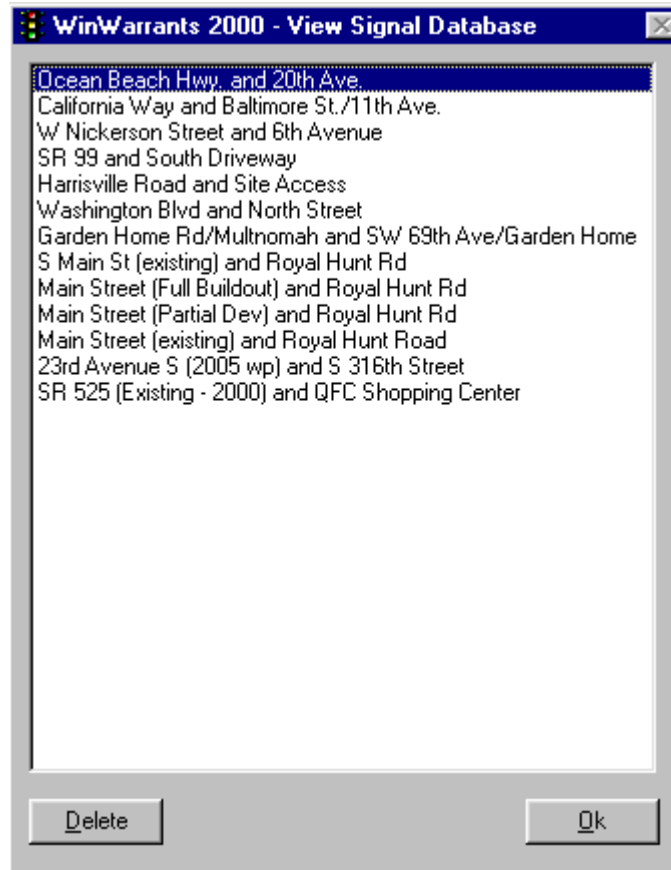 WinWarrants 2000 - View Signal Database
Ocean Beach Hwy. and 20th Ave.
California Way and Baltimore St./11th Ave.
W Nickerson Street and 6th Avenue
SR 99 and South Driveway
Harrisville Road and Site Access
Washington Blvd and North Street
Garden Home Rd/Multnomah and SW 69th Ave/Garden Home
S Main St (existing) and Royal Hunt Rd
Main Street (Full Buildout) and Royal Hunt Rd
Main Street (Partial Dev) and Royal Hunt Rd
Main Street (existing) and Royal Hunt Road
23rd Avenue S (2005 wp) and S 316th Street
SR 525 (Existing - 2000) and QFC Shopping Center
Delete
Ok